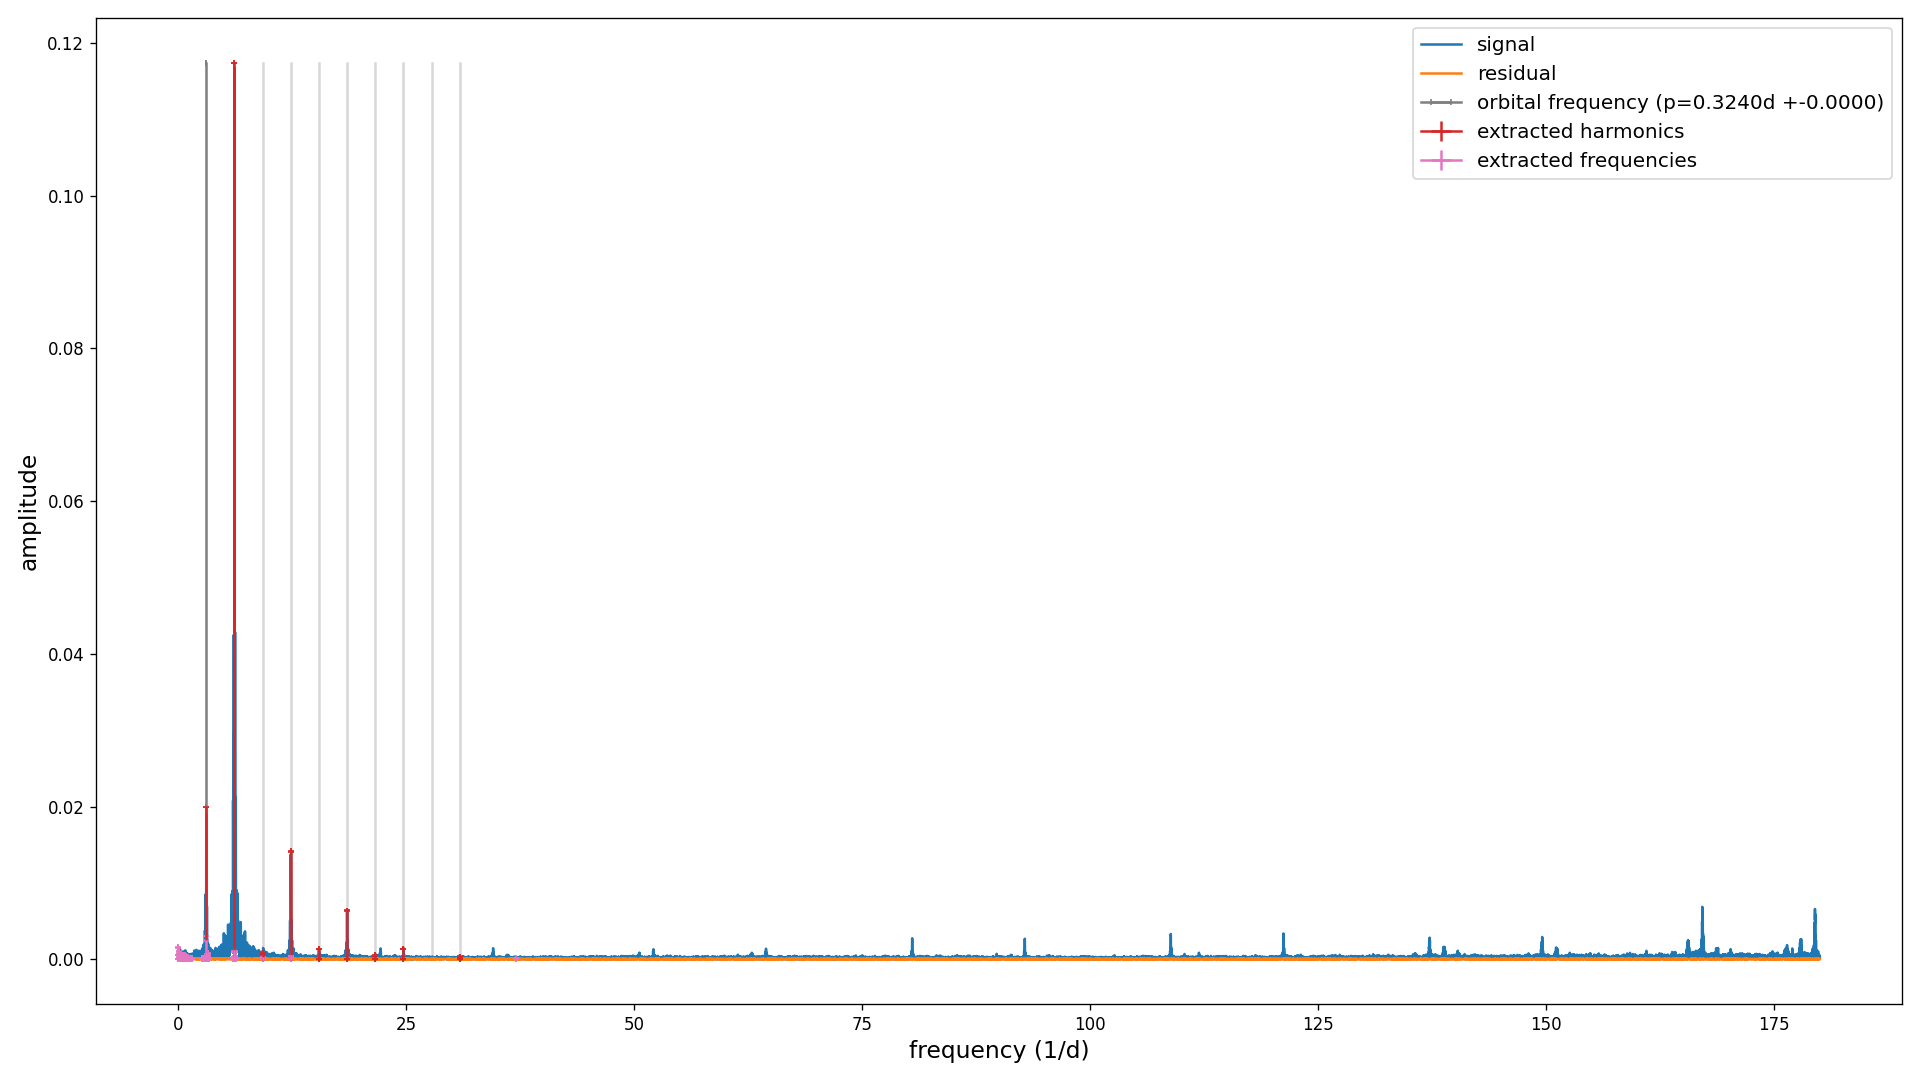 0.12
0.10
0.08
0.06
0.04
0.02
0.00
amplitude
0
25
50
75
100
125
150
175
frequency (1/d)
signal
residual
orbital frequency (p=0.3240d +-0.0000)
extracted harmonics
extracted frequencies